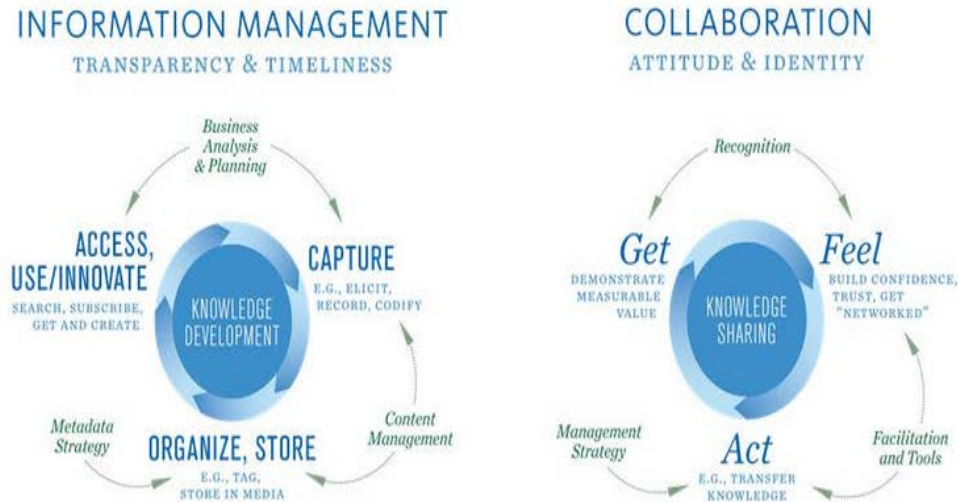 INFORMATION MANAGEMENT
TRANSPARENCY & TIMELINESS
Business
Analysis
& Planning
ACCESS,
USE/INNOVATE
SEARCH, SUBSCRIBE,
GET AND CREATE
KNOWLEDGE
DEVELOPMENT
CAPTURE
E.G., ELICIT,
RECORD, CODIFY
Metadata
Strategy
ORGANIZE, STORE
E.G., TAG,
STORE IN MEDIA
Content
Management
COLLABORATION
ATTITUDE & IDENTITY
Recognition
Get
DEMONSTRATE
MEASURABLE
VALUE
KNOWLEDGE
SHARING
Feel
BUILD CONFIDENCE,
TRUST, GET
"NETWORKED"
Management
Strategy
Act
E.G., TRANSFER
KNOWLEDGE
Facilitation
and Tools